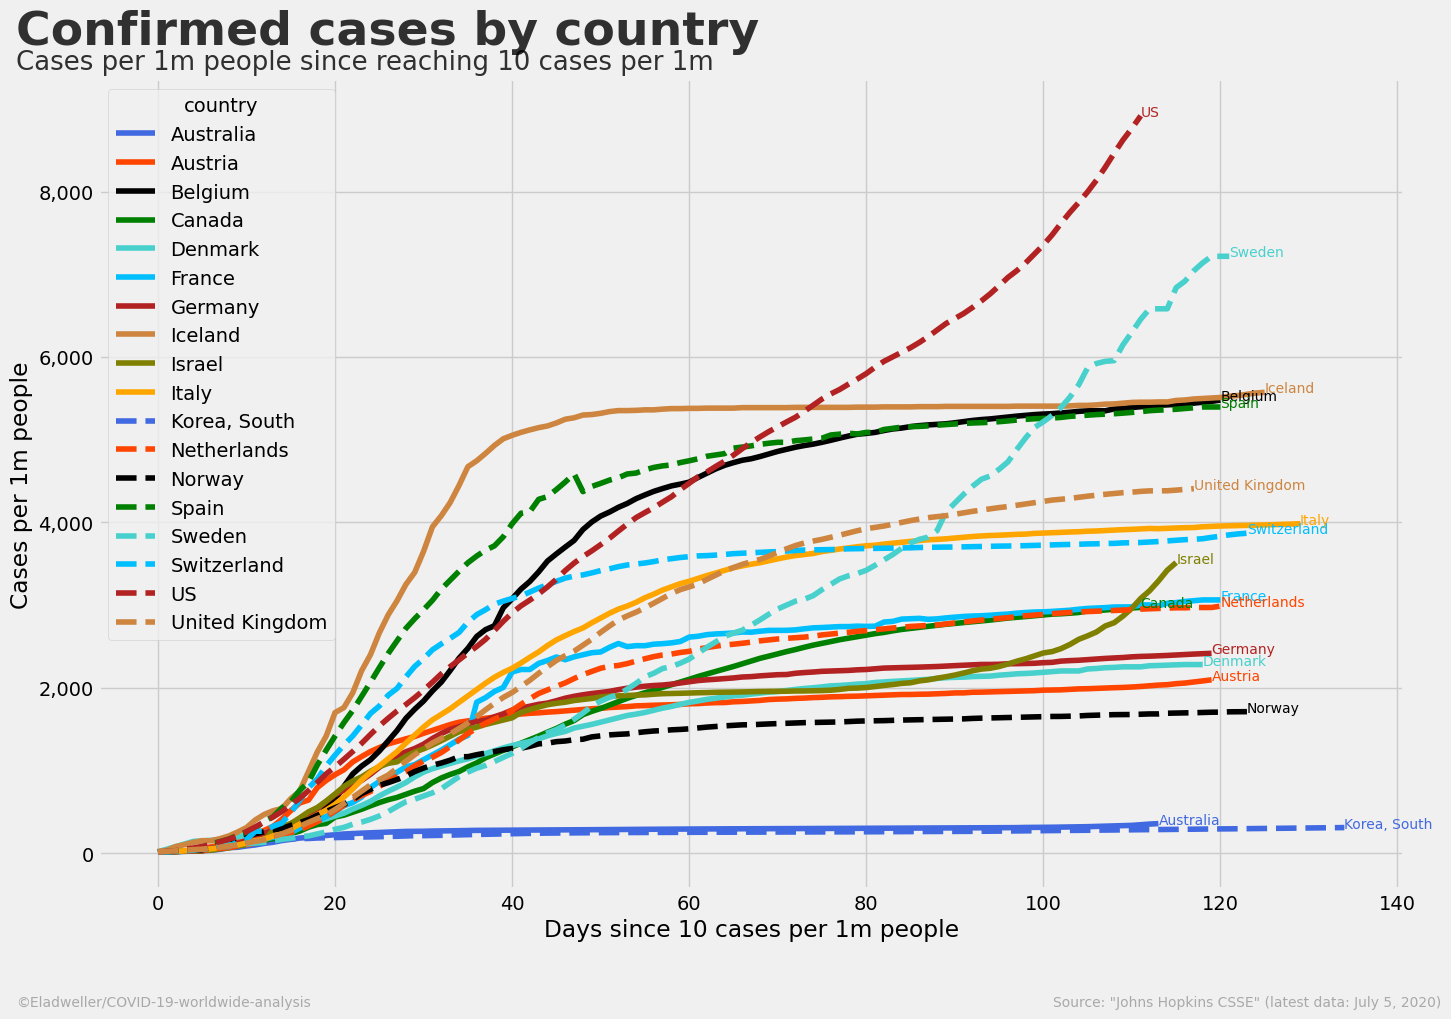 Confirmed cases by country
Cases per 1m people since reaching 10 cases per 1m
country
Australia
Austria
Belgium
Canada
Denmark
France
Germany
Iceland
Israel
Italy
Korea, South
Netherlands
Norway
Spain
Sweden
Switzerland
US
United Kingdom
Cases per 1m people
8,000
6,000
4,000
2,000
0
US
Sweden
Iceland
Belgium
Spain
United Kingdom
Italy
Switzerland
Israel
France
Canada
Netherlands
Germany
Denmark
Austria
Norway
Australia
Korea, South
0 20 40 60 80 100 120 140
Days since 10 cases per 1m people
©Eladweller/COVID-19-worldwide-analysis
Source: "Johns Hopkins CSSE" (latest data: July 5, 2020)